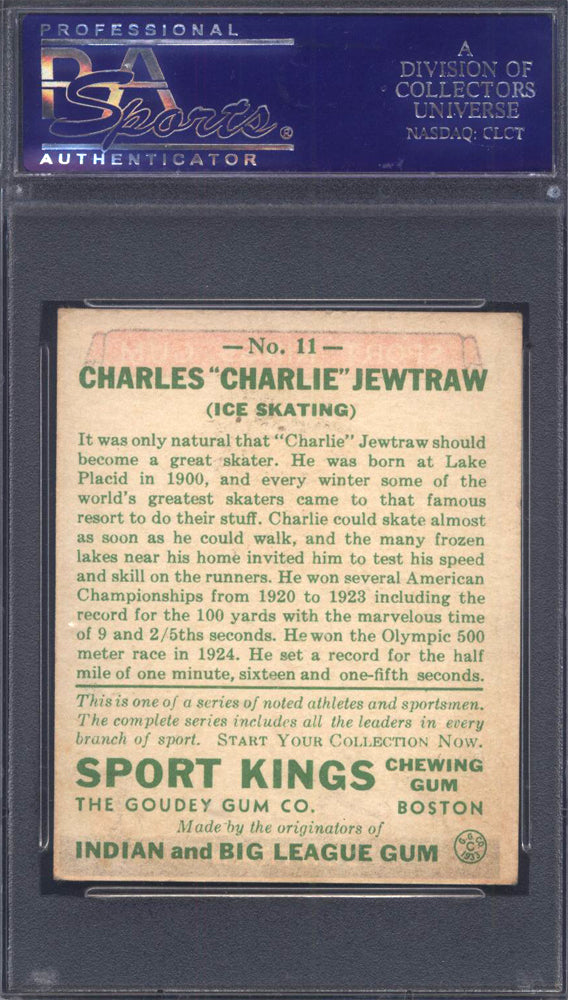 PROFESSIONAL
PSA
Sports®
AUTHENTICATOR
A
DIVISION OF
COLLECTORS
UNIVERSE
NASDAQ: CLCT
—No. 11—
CHARLES "CHARLIE" JEWTRAW
(ICE SKATING)
It was only natural that "Charlie" Jewtraw should
become a great skater. He was born at Lake
Placid in 1900, and every winter some of the
world's greatest skaters came to that famous
resort to do their stuff. Charlie could skate almost
as soon as he could walk, and the many frozen
lakes near his home invited him to test his speed
and skill on the runners. He won several American
Championships from 1920 to 1923 including the
record for the 100 yards with the marvelous time
of 9 and 2/5ths seconds. He won the Olympic 500
meter race in 1924. He set a record for the half
mile of one minute, sixteen and one-fifth seconds.
This is one of a series of noted athletes and sportsmen.
The complete series includes all the leaders in every
branch of sport. START YOUR COLLECTION NOW.
SPORT KINGS CHEWING GUM
THE GOUDEY GUM CO. BOSTON
Made by the originators of
INDIAN and BIG LEAGUE GUM
G. G. CO.
C
1933